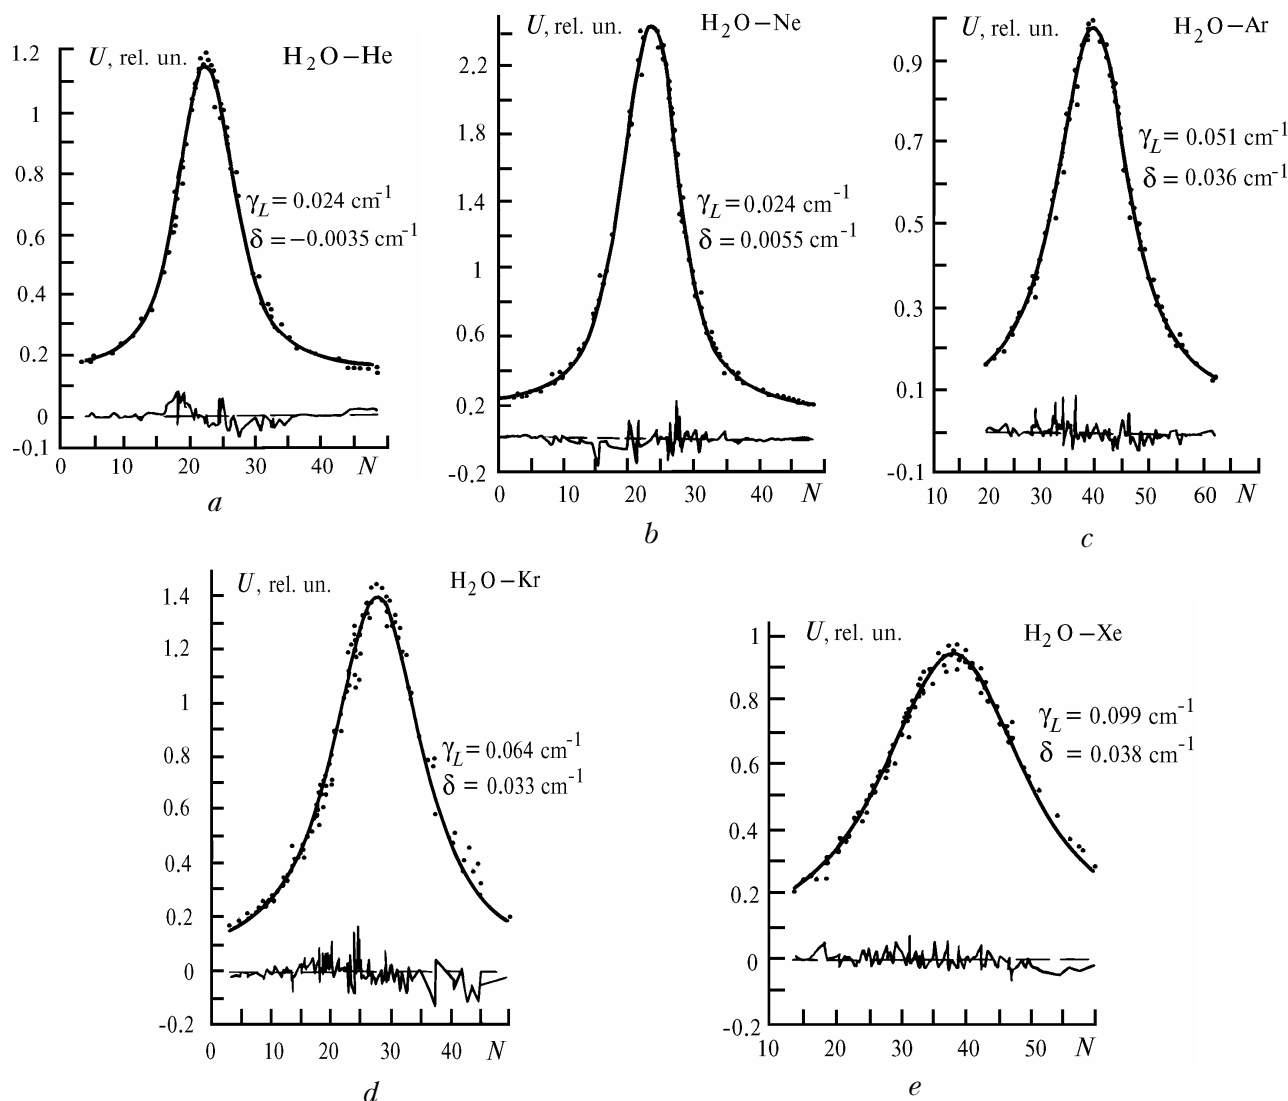 U, rel. un. H₂O – He
1.2
1
0.8
0.6
0.4
0.2
0
-0.1
γL = 0.024 cm⁻¹
δ = −0.0035 cm⁻¹
0 10 20 30 40 N
a
U, rel. un. H₂O – Ne
2.2
1.8
1.4
1
0.6
0.2
-0.2
γL = 0.024 cm⁻¹
δ = 0.0055 cm⁻¹
0 10 20 30 40 N
b
U, rel. un. H₂O – Ar
0.9
0.7
0.5
0.3
0.1
-0.1
γL = 0.051 cm⁻¹
δ = 0.036 cm⁻¹
10 20 30 40 50 60 N
c
U, rel. un. H₂O – Kr
1.4
1.2
1
0.8
0.6
0.4
0.2
0
-0.2
γL = 0.064 cm⁻¹
δ = 0.033 cm⁻¹
0 10 20 30 40 N
d
U, rel. un. H₂O – Xe
1
0.8
0.6
0.4
0.2
0
-0.2
γL = 0.099 cm⁻¹
δ = 0.038 cm⁻¹
10 20 30 40 50 N
e